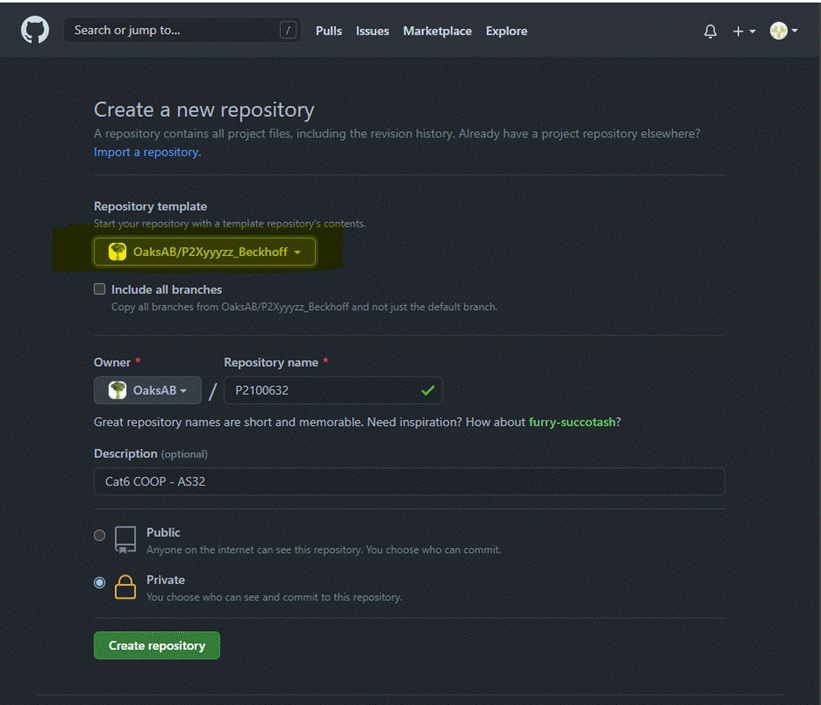 Search or jump to... / Pulls Issues Marketplace Explore
Create a new repository
A repository contains all project files, including the revision history. Already have a project repository elsewhere?
Import a repository.
Repository template
Start your repository with a template repository's contents.
OaksAB/P2Xyyyzz_Beckhoff
Include all branches
Copy all branches from OaksAB/P2Xyyyzz_Beckhoff and not just the default branch.
Owner * Repository name *
OaksAB / P2100632
Great repository names are short and memorable. Need inspiration? How about furry-succotash?
Description (optional)
Cat6 COOP - AS32
Public
Anyone on the internet can see this repository. You choose who can commit.
Private
You choose who can see and commit to this repository.
Create repository